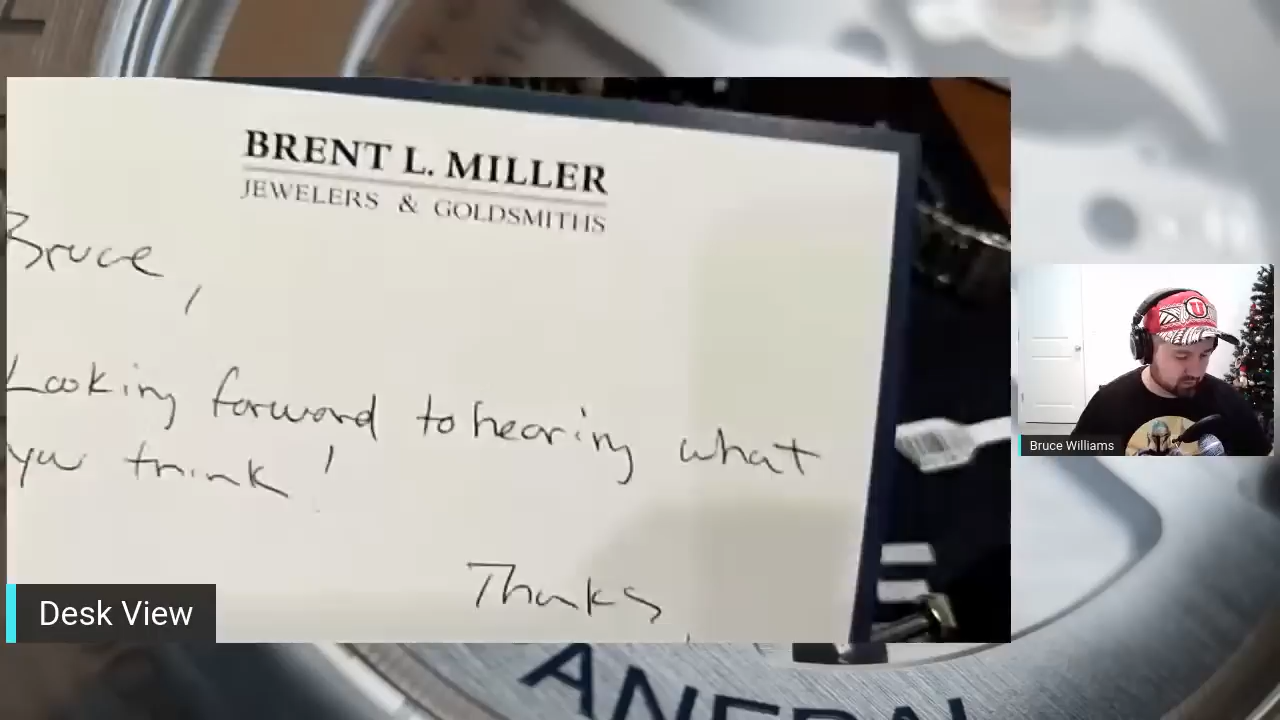 BRENT L. MILLER
JEWELERS & GOLDSMITHS
Bruce,
Looking forward to hearing what
you think!
Thanks,
Desk View
Bruce Williams
U